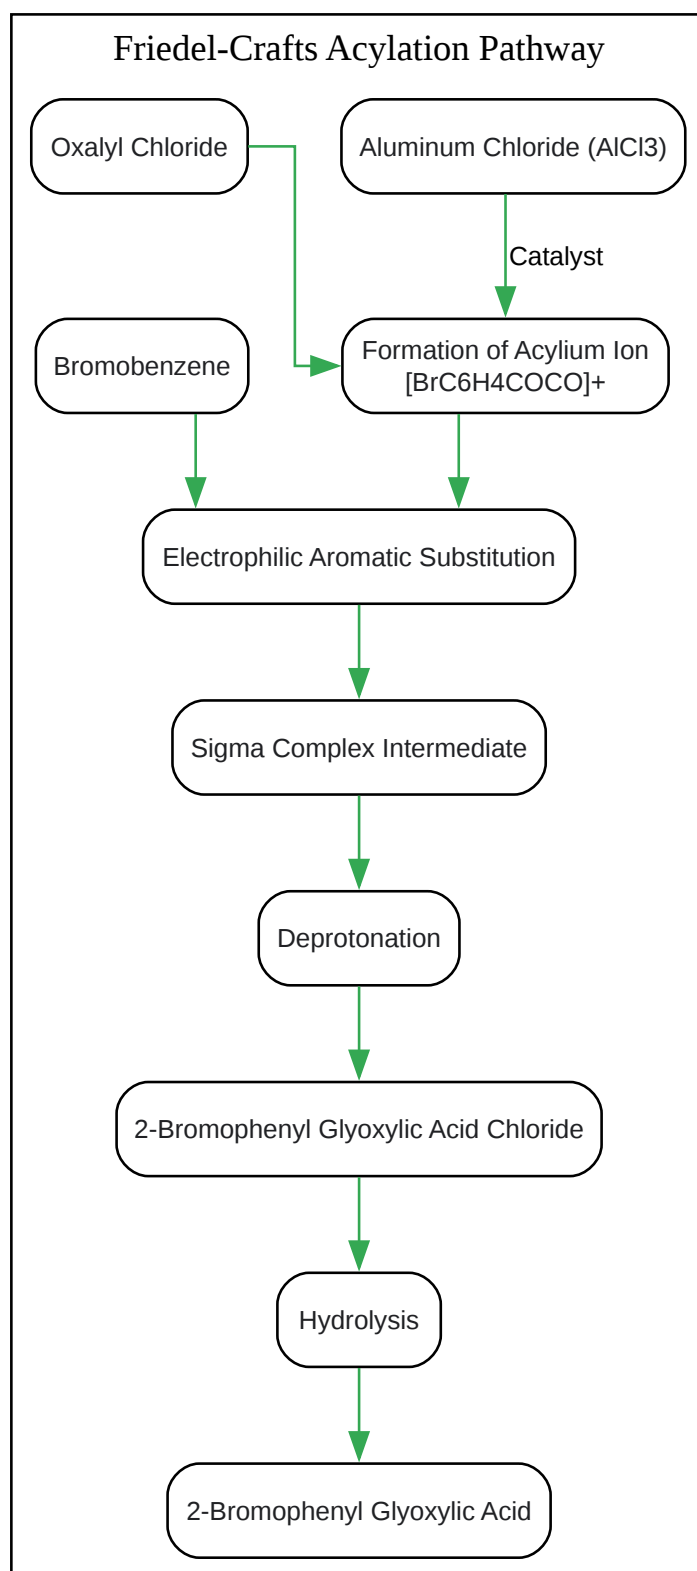 Friedel-Crafts Acylation Pathway
Oxalyl Chloride
Aluminum Chloride (AlCl3)
Catalyst
Bromobenzene
Formation of Acylium Ion
[BrC6H4COCO]+
Electrophilic Aromatic Substitution
Sigma Complex Intermediate
Deprotonation
2-Bromophenyl Glyoxylic Acid Chloride
Hydrolysis
2-Bromophenyl Glyoxylic Acid